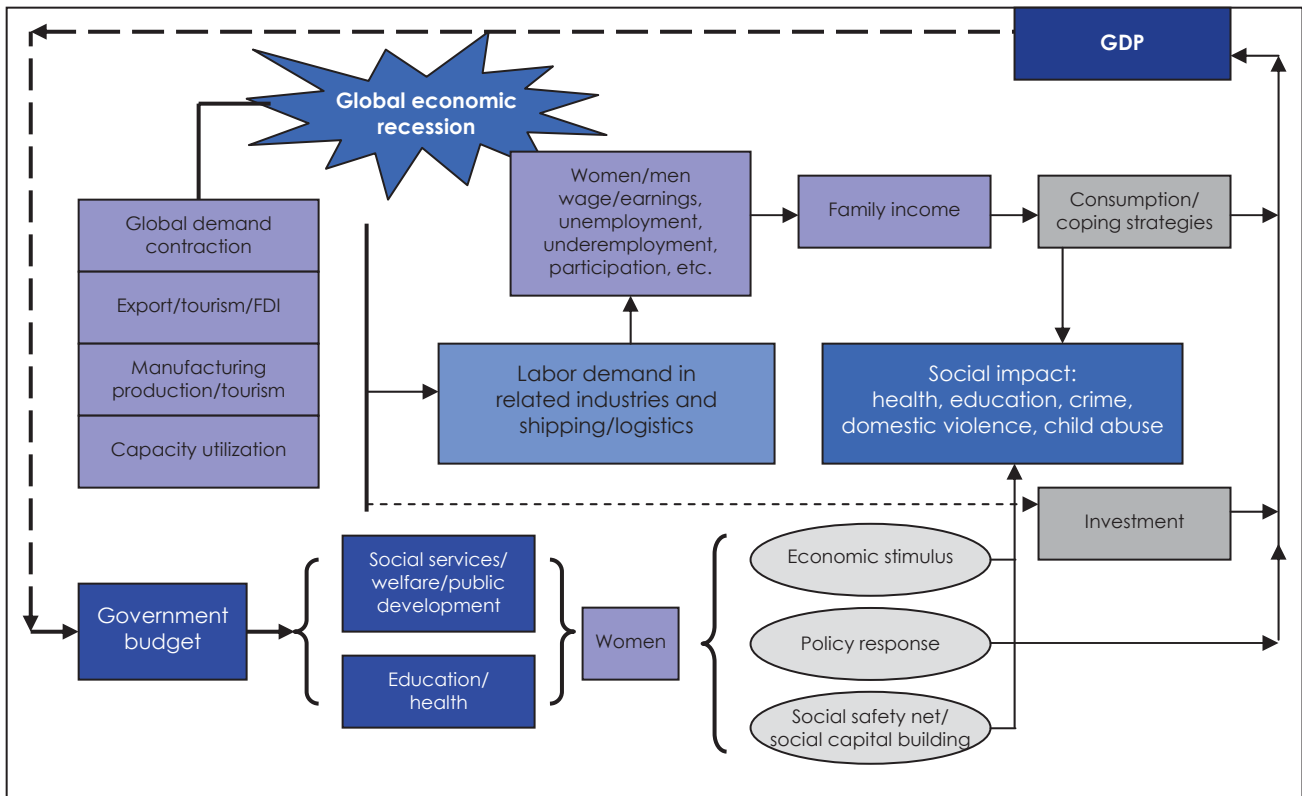 GDP
Global economic
recession
Global demand
contraction
Export/tourism/FDI
Manufacturing
production/tourism
Capacity utilization
Women/men
wage/earnings,
unemployment,
underemployment,
participation, etc.
Family income
Consumption/
coping strategies
Labor demand in
related industries and
shipping/logistics
Social impact:
health, education, crime,
domestic violence, child abuse
Investment
Government
budget
Social services/
welfare/public
development
Education/
health
Women
Economic stimulus
Policy response
Social safety net/
social capital building